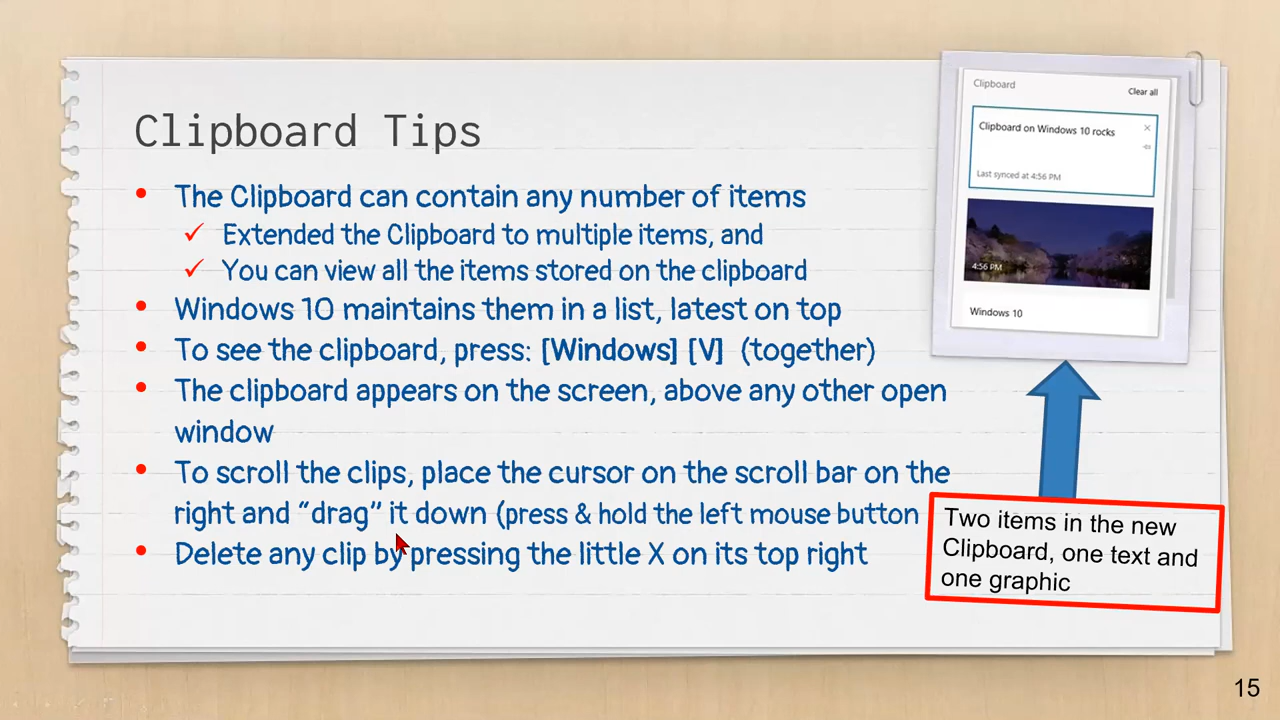 Clipboard Tips
• The Clipboard can contain any number of items
✓ Extended the Clipboard to multiple items, and
✓ You can view all the items stored on the clipboard
• Windows 10 maintains them in a list, latest on top
• To see the clipboard, press: [Windows] [V] (together)
• The clipboard appears on the screen, above any other open
window
• To scroll the clips, place the cursor on the scroll bar on the
right and “drag” it down (press & hold the left mouse button
• Delete any clip by pressing the little X on its top right
Clipboard
Clear all
Clipboard on Windows 10 rocks
Last synced at 4:56 PM
4:56 PM
Windows 10
Two items in the new
Clipboard, one text and
one graphic
15